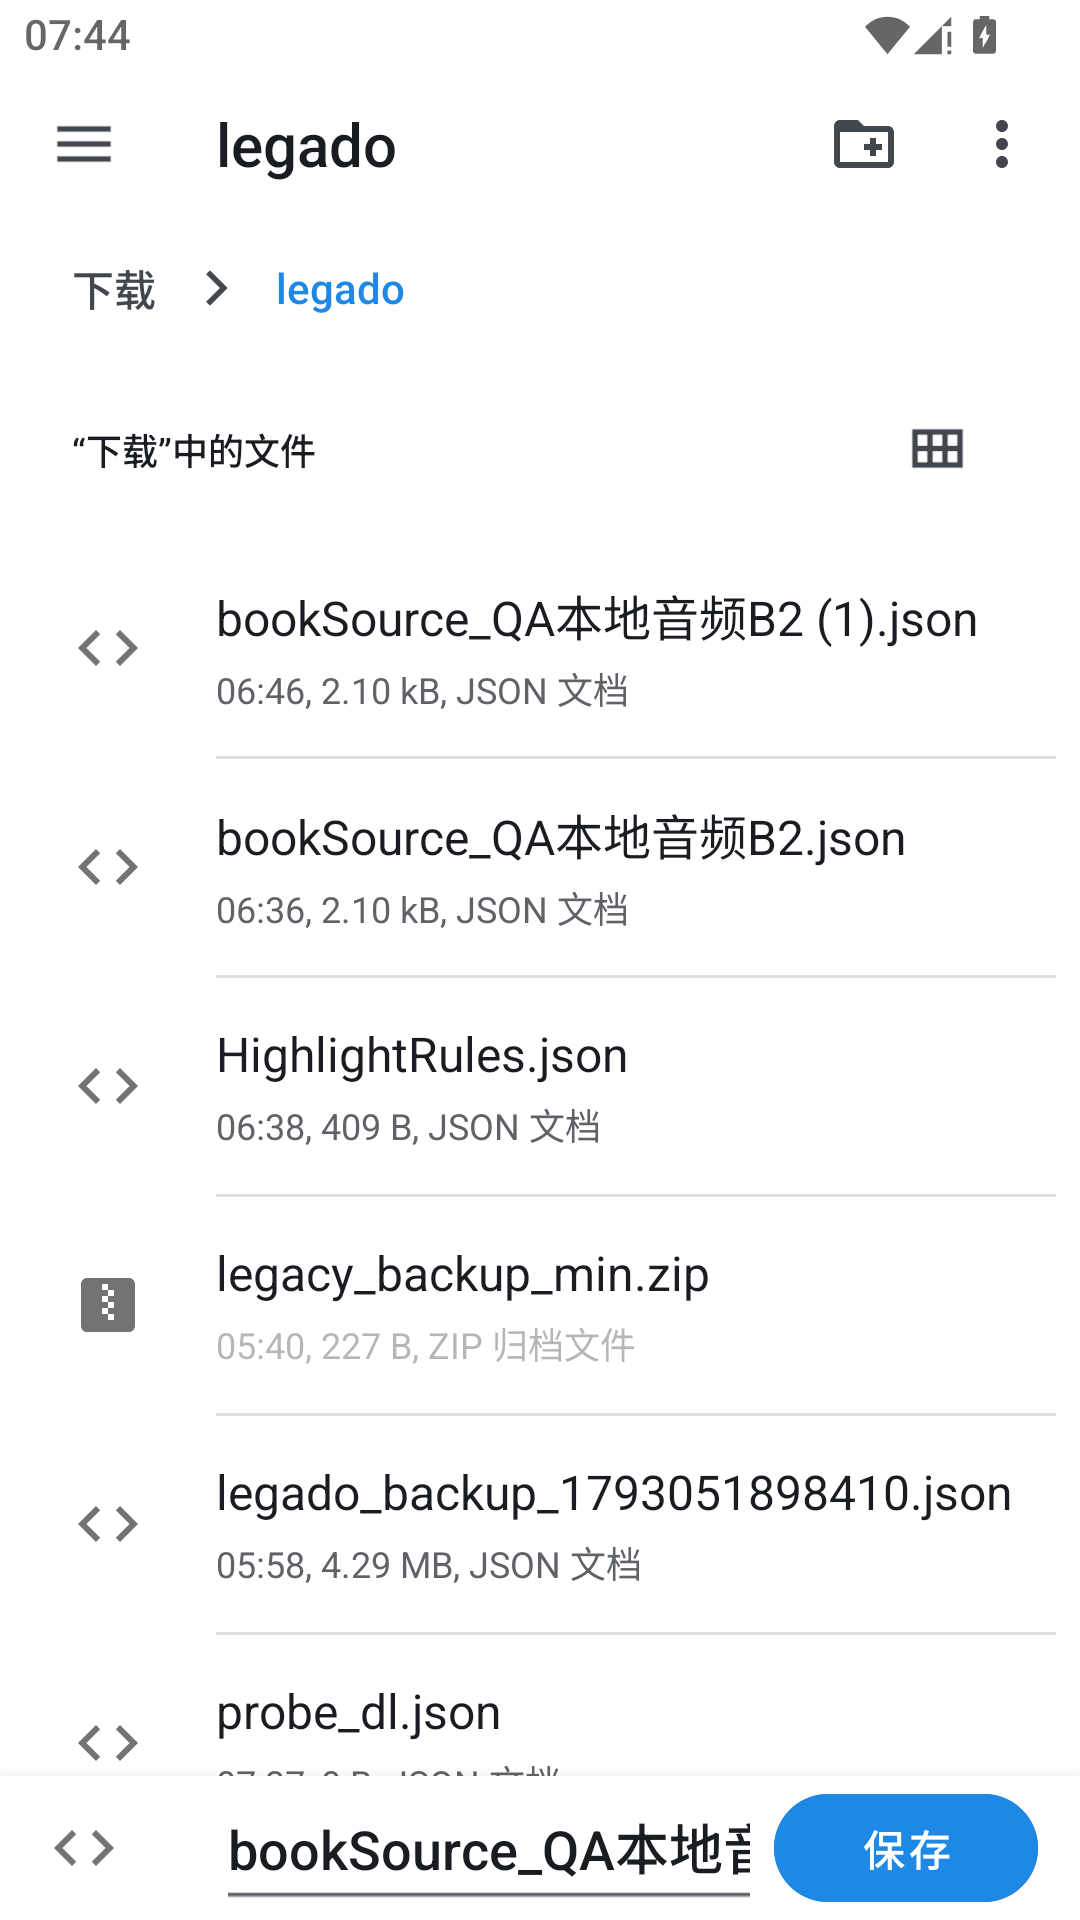 07:44
legado
下载 legado
“下载”中的文件
bookSource_QA本地音频B2 (1).json
06:46, 2.10 kB, JSON 文档
bookSource_QA本地音频B2.json
06:36, 2.10 kB, JSON 文档
HighlightRules.json
06:38, 409 B, JSON 文档
legacy_backup_min.zip
05:40, 227 B, ZIP 归档文件
legado_backup_1793051898410.json
05:58, 4.29 MB, JSON 文档
probe_dl.json
JSON 文档
bookSource_QA本地音
保存